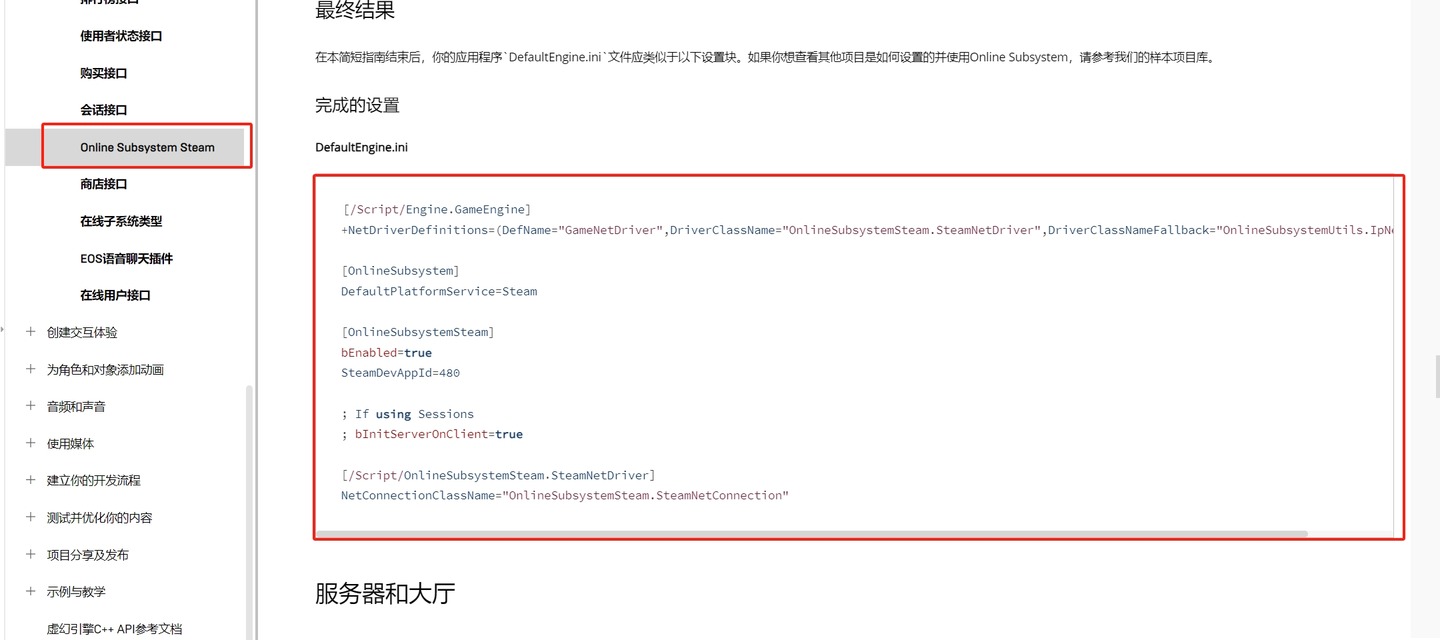 排行榜接口
使用者状态接口
购买接口
会话接口
Online Subsystem Steam
商店接口
在线子系统类型
EOS语音聊天插件
在线用户接口
创建交互体验
为角色和对象添加动画
音频和声音
使用媒体
建立你的开发流程
测试并优化你的内容
项目分享及发布
示例与教学
虚幻引擎C++ API参考文档
最终结果
在本简短指南结束后，你的应用程序`DefaultEngine.ini`文件应类似于以下设置块。如果你想查看其他项目是如何设置的并使用Online Subsystem，请参考我们的样本项目库。
完成的设置
DefaultEngine.ini
[/Script/Engine.GameEngine]
+NetDriverDefinitions=(DefName="GameNetDriver",DriverClassName="OnlineSubsystemSteam.SteamNetDriver",DriverClassNameFallback="OnlineSubsystemUtils.IpNe
[OnlineSubsystem]
DefaultPlatformService=Steam
[OnlineSubsystemSteam]
bEnabled=true
SteamDevAppId=480
; If using Sessions
; bInitServerOnClient=true
[/Script/OnlineSubsystemSteam.SteamNetDriver]
NetConnectionClassName="OnlineSubsystemSteam.SteamNetConnection"
服务器和大厅